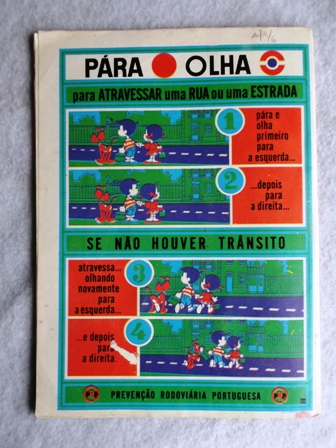 PÁRA OLHA
para ATRAVESSAR uma RUA ou uma ESTRADA
1
pára e
olha
primeiro
para
a esquerda...
2
...depois
para
a direita...
SE NÃO HOUVER TRÂNSITO
atravessa...
olhando
novamente
para
a esquerda...
3
...e depois
para
a direita.
4
PREVENÇÃO RODOVIÁRIA PORTUGUESA